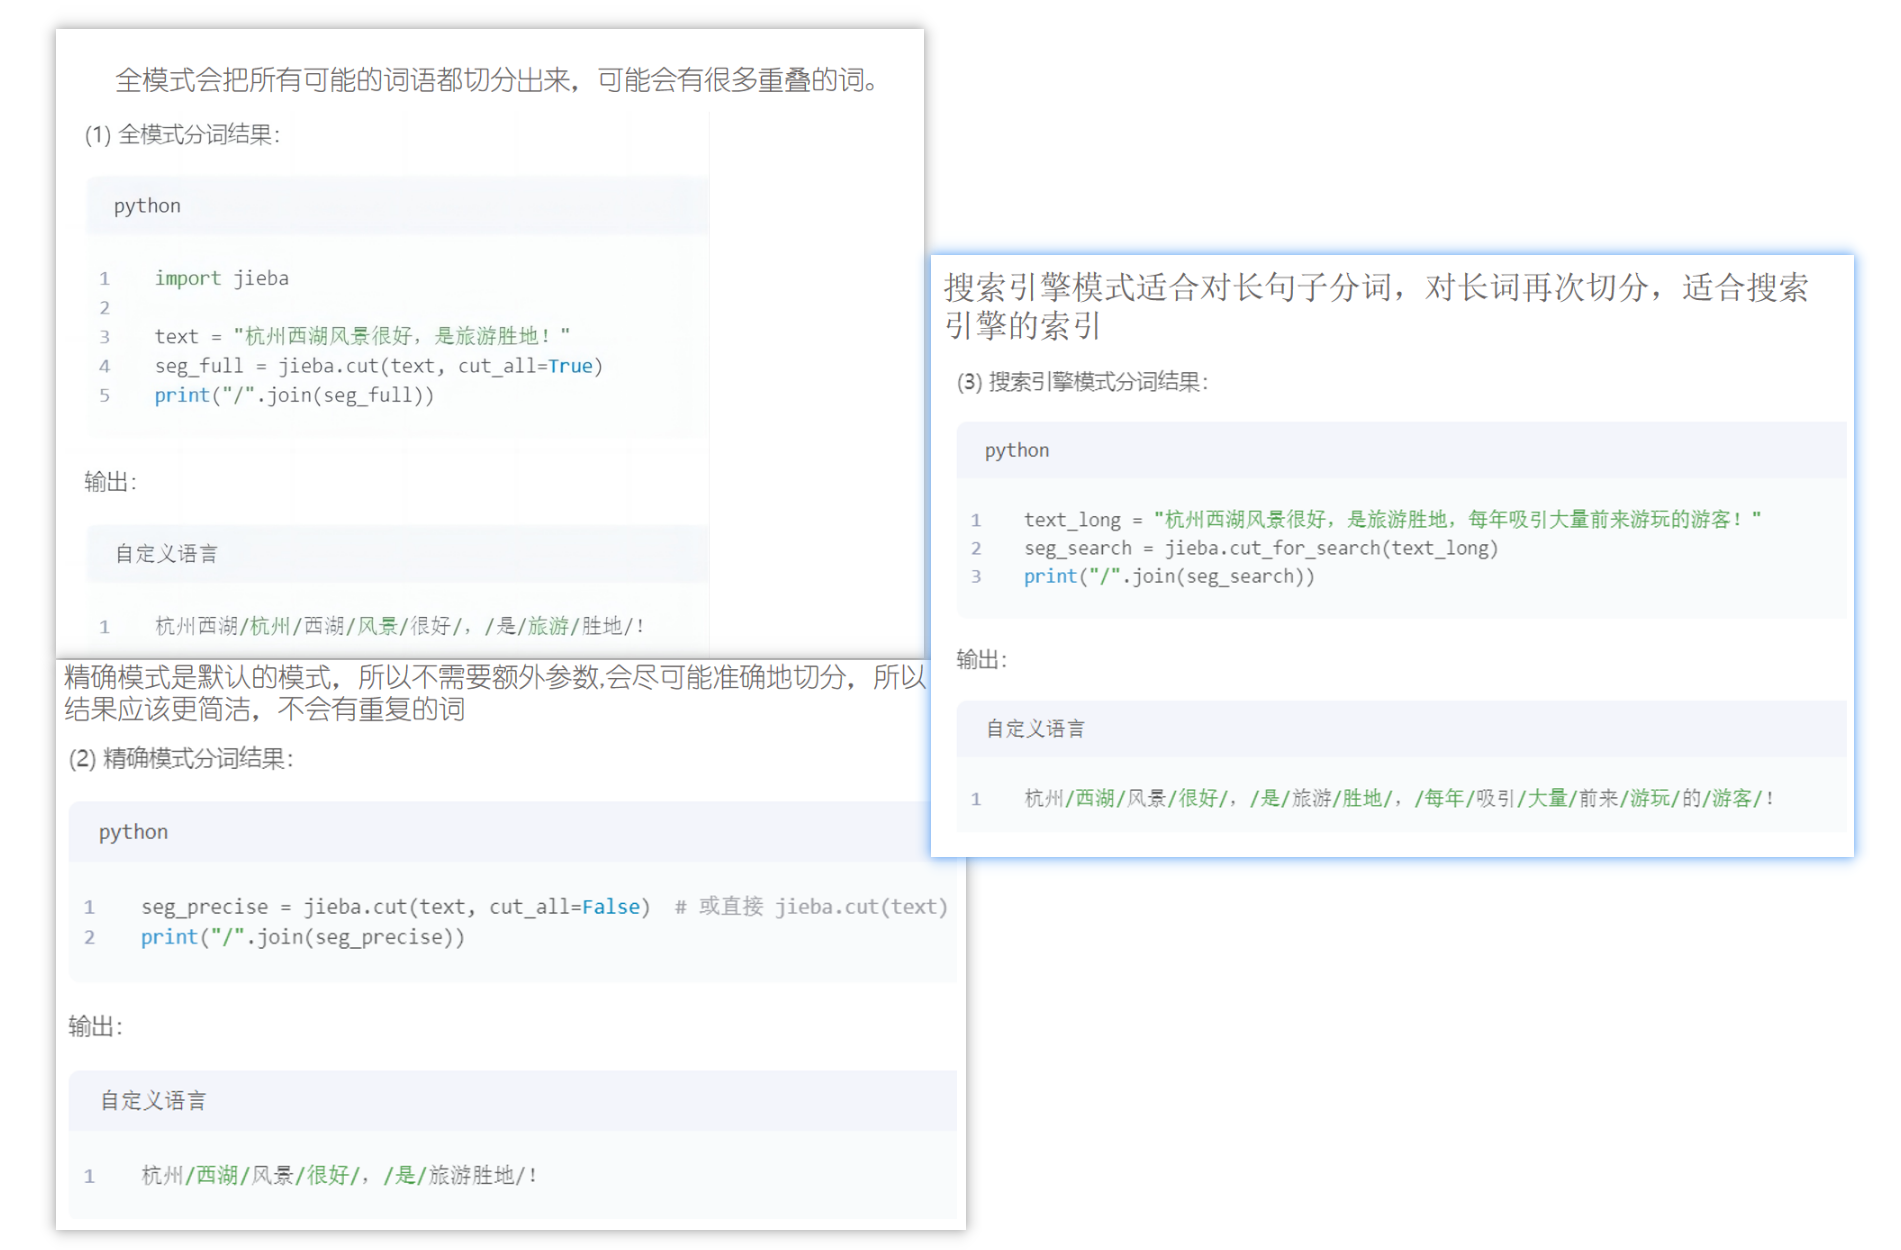 全模式会把所有可能的词语都切分出来，可能会有很多重叠的词。
(1) 全模式分词结果：
python
1 import jieba
2
3 text = "杭州西湖风景很好，是旅游胜地！"
4 seg_full = jieba.cut(text, cut_all=True)
5 print("/".join(seg_full))
输出：
自定义语言
1 杭州西湖/杭州/西湖/风景/很好/，/是/旅游/胜地/！
精确模式是默认的模式，所以不需要额外参数,会尽可能准确地切分，所以
结果应该更简洁，不会有重复的词
(2) 精确模式分词结果：
python
1 seg_precise = jieba.cut(text, cut_all=False) # 或直接 jieba.cut(text)
2 print("/".join(seg_precise))
输出：
自定义语言
1 杭州/西湖/风景/很好/，/是/旅游胜地/！
搜索引擎模式适合对长句子分词，对长词再次切分，适合搜索
引擎的索引
(3) 搜索引擎模式分词结果：
python
1 text_long = "杭州西湖风景很好，是旅游胜地，每年吸引大量前来游玩的游客！"
2 seg_search = jieba.cut_for_search(text_long)
3 print("/".join(seg_search))
输出：
自定义语言
1 杭州/西湖/风景/很好/，/是/旅游/胜地/，/每年/吸引/大量/前来/游玩/的/游客/！